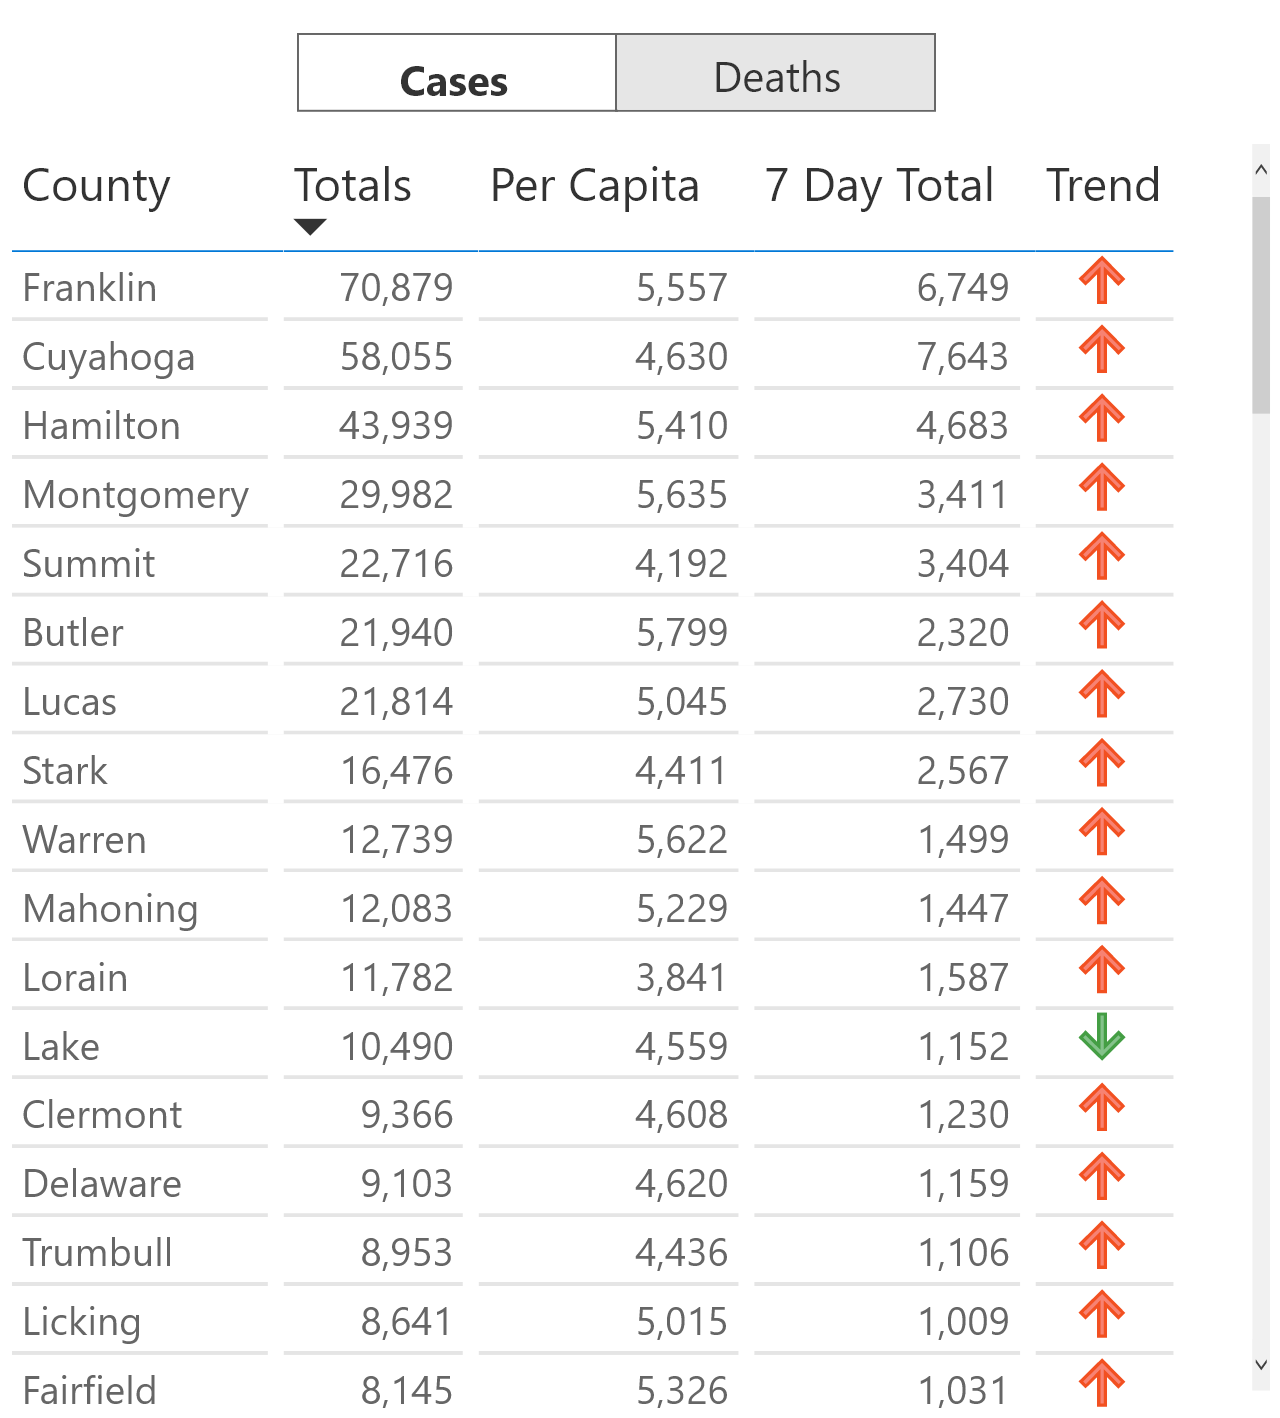 Cases Deaths
County Totals Per Capita 7 Day Total Trend
Franklin 70,879 5,557 6,749
Cuyahoga 58,055 4,630 7,643
Hamilton 43,939 5,410 4,683
Montgomery 29,982 5,635 3,411
Summit 22,716 4,192 3,404
Butler 21,940 5,799 2,320
Lucas 21,814 5,045 2,730
Stark 16,476 4,411 2,567
Warren 12,739 5,622 1,499
Mahoning 12,083 5,229 1,447
Lorain 11,782 3,841 1,587
Lake 10,490 4,559 1,152
Clermont 9,366 4,608 1,230
Delaware 9,103 4,620 1,159
Trumbull 8,953 4,436 1,106
Licking 8,641 5,015 1,009
Fairfield 8,145 5,326 1,031